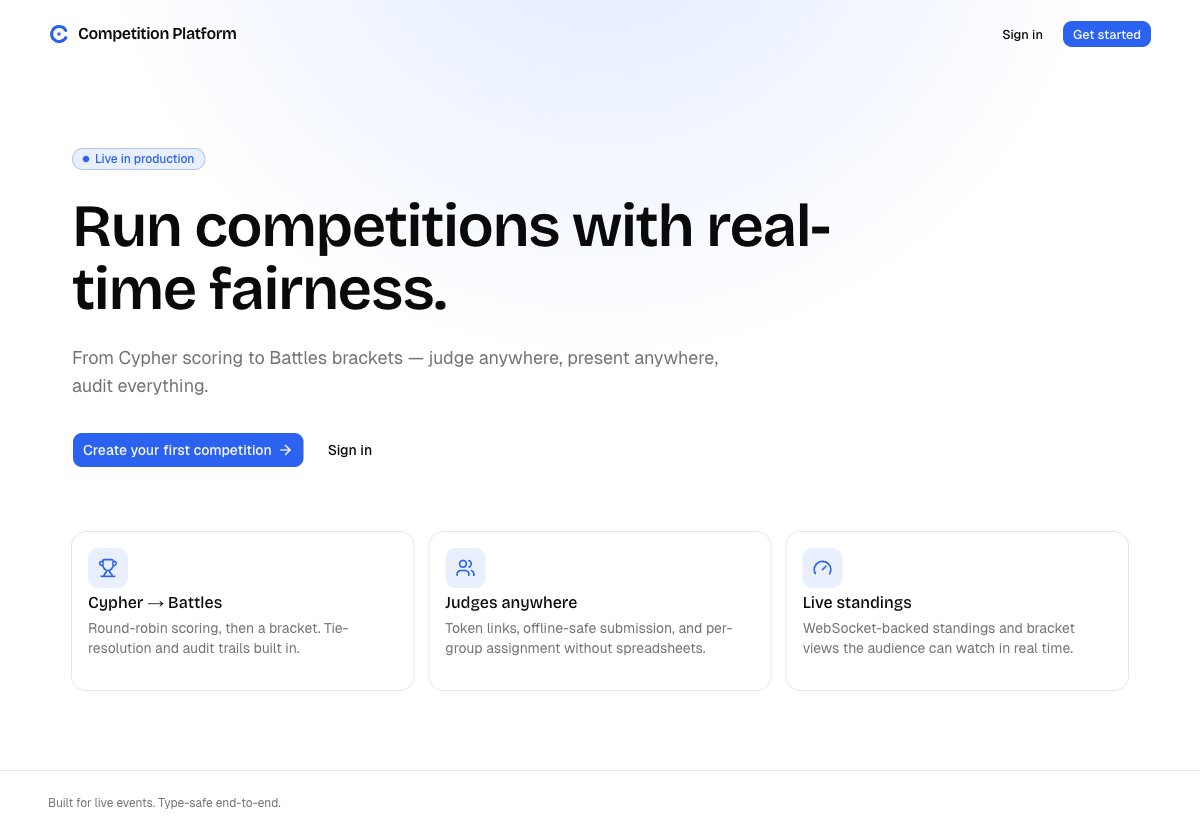 Competition Platform
Sign in
Get started
Live in production
Run competitions with real-
time fairness.
From Cypher scoring to Battles brackets — judge anywhere, present anywhere,
audit everything.
Create your first competition →
Sign in
Cypher → Battles
Round-robin scoring, then a bracket. Tie-
resolution and audit trails built in.
Judges anywhere
Token links, offline-safe submission, and per-
group assignment without spreadsheets.
Live standings
WebSocket-backed standings and bracket
views the audience can watch in real time.
Built for live events. Type-safe end-to-end.